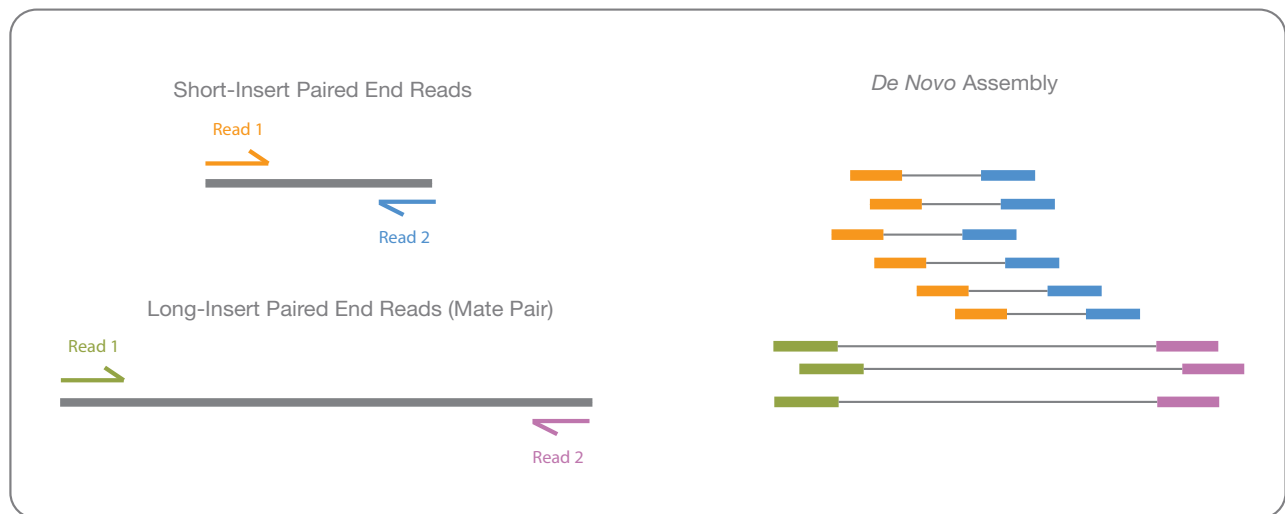 Short-Insert Paired End Reads
Read 1
Read 2
Long-Insert Paired End Reads (Mate Pair)
Read 1
Read 2
De Novo Assembly